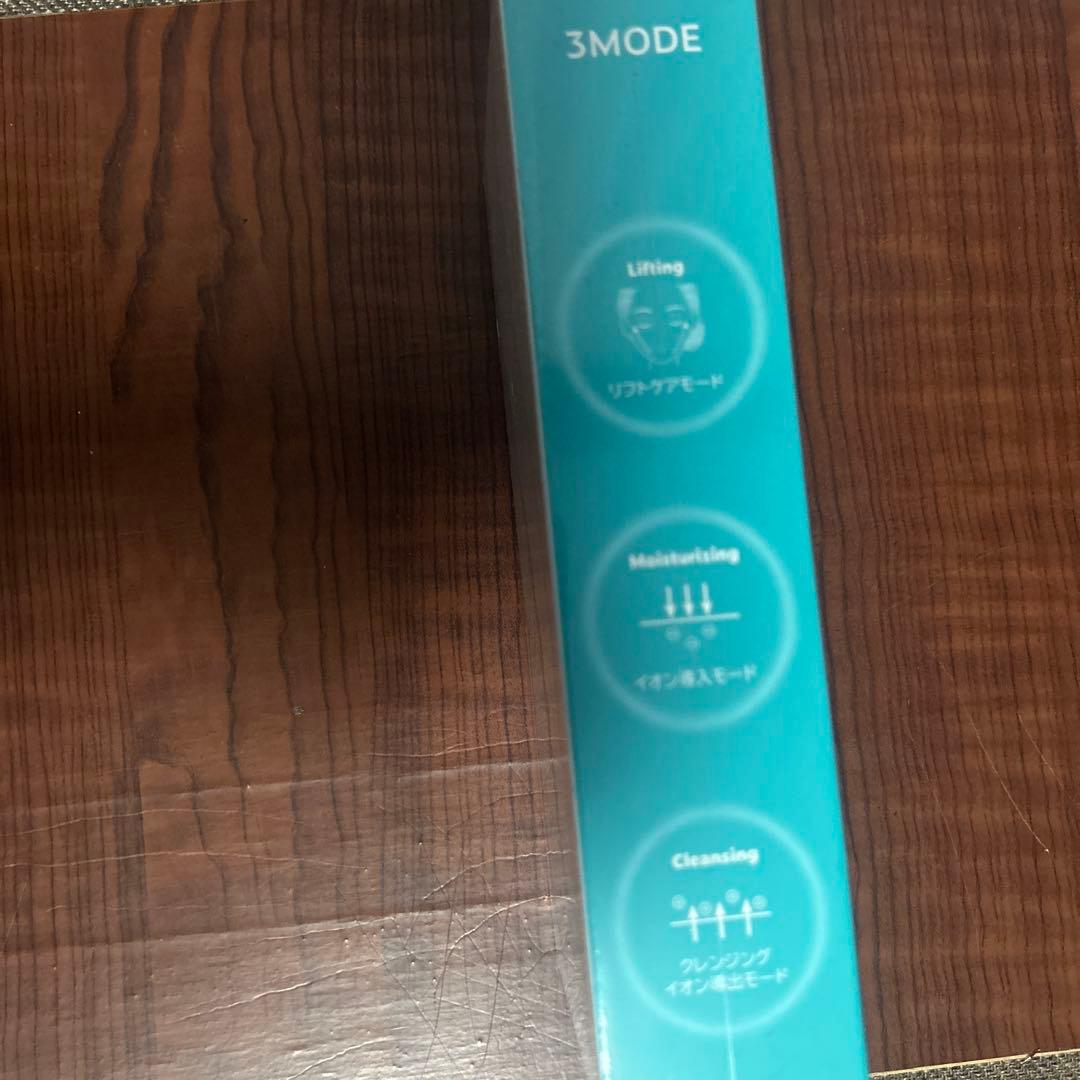 3MODE
Lifting
リフトケアモード
Moisturizing
イオン導入モード
Cleansing
クレンジング
イオン導出モード